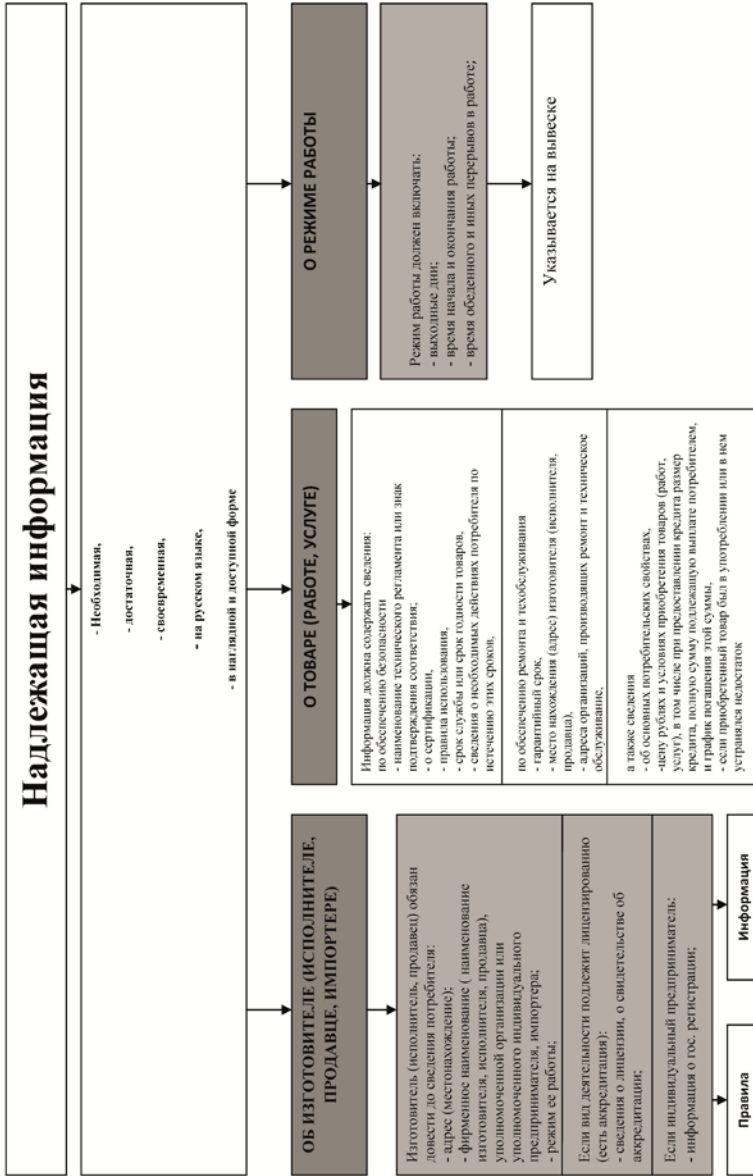 Надлежащая информация
- Необходимая,
- достаточная,
- своевременная,
- на русском языке,
- в наглядной и доступной форме
ОБ ИЗГОТОВИТЕЛЕ (ИСПОЛНИТЕЛЕ,
ПРОДАВЦЕ, ИМПОРТЕРЕ)
Изготовитель (исполнитель, продавец) обязан
довести до сведения потребителя:
- адрес (местонахождение);
- фирменное наименование ( наименование
изготовителя, исполнителя, продавца),
уполномоченной организации или
уполномоченного индивидуального
предпринимателя, импортера;
- режим ее работы;
Если вид деятельности подлежит лицензированию
(есть аккредитация):
- сведения о лицензии, о свидетельстве об
аккредитации;
Если индивидуальный предприниматель:
- информация о гос. регистрации;
Правила
Информация
О ТОВАРЕ (РАБОТЕ, УСЛУГЕ)
Информация должна содержать сведения:
по обеспечению безопасности
- наименование технического регламента или знак
подтверждения соответствия;
- о сертификации,
- правила использования,
- срок службы или срок годности товаров,
- сведения о необходимых действиях потребителя по
истечению этих сроков,
по обеспечению ремонта и техобслуживания
- гарантийный срок,
- место нахождения (адрес) изготовителя (исполнителя,
продавца),
- адреса организаций, производящих ремонт и техническое
обслуживание,
а также сведения
- об основных потребительских свойствах,
-цену рублях и условиях приобретения товаров (работ,
услуг), в том числе при предоставлении кредита размер
кредита, полную сумму подлежащую выплате потребителем,
и график погашения этой суммы,
- если приобретенный товар был в употреблении или в нем
устранялся недостаток
О РЕЖИМЕ РАБОТЫ
Режим работы должен включать:
- выходные дни;
- время начала и окончания работы;
- время обеденного и иных перерывов в работе;
Указывается на вывеске